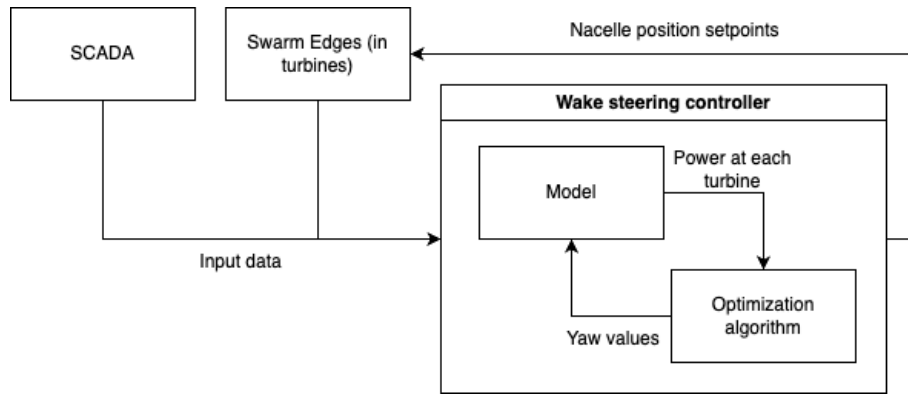 SCADA
Swarm Edges (in
turbines)
Nacelle position setpoints
Wake steering controller
Model
Power at each
turbine
Input data
Optimization
algorithm
Yaw values